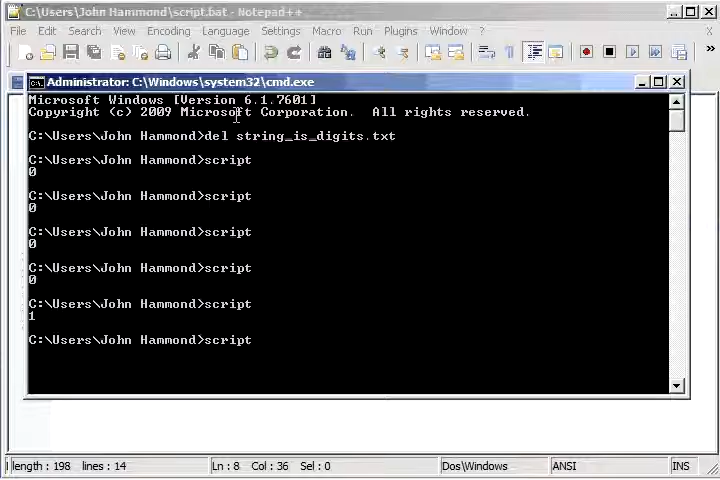 C:\Users\John Hammond\script.bat - Notepad++
File Edit Search View Encoding Language Settings Macro Run Plugins Window ? X
Administrator: C:\Windows\system32\cmd.exe
Microsoft Windows [Version 6.1.7601]
Copyright (c) 2009 Microsoft Corporation. All rights reserved.
C:\Users\John Hammond>del string_is_digits.txt
C:\Users\John Hammond>script
0
C:\Users\John Hammond>script
0
C:\Users\John Hammond>script
0
C:\Users\John Hammond>script
0
C:\Users\John Hammond>script
1
C:\Users\John Hammond>script
length : 198 lines : 14 Ln : 8 Col : 36 Sel : 0 Dos\Windows ANSI INS